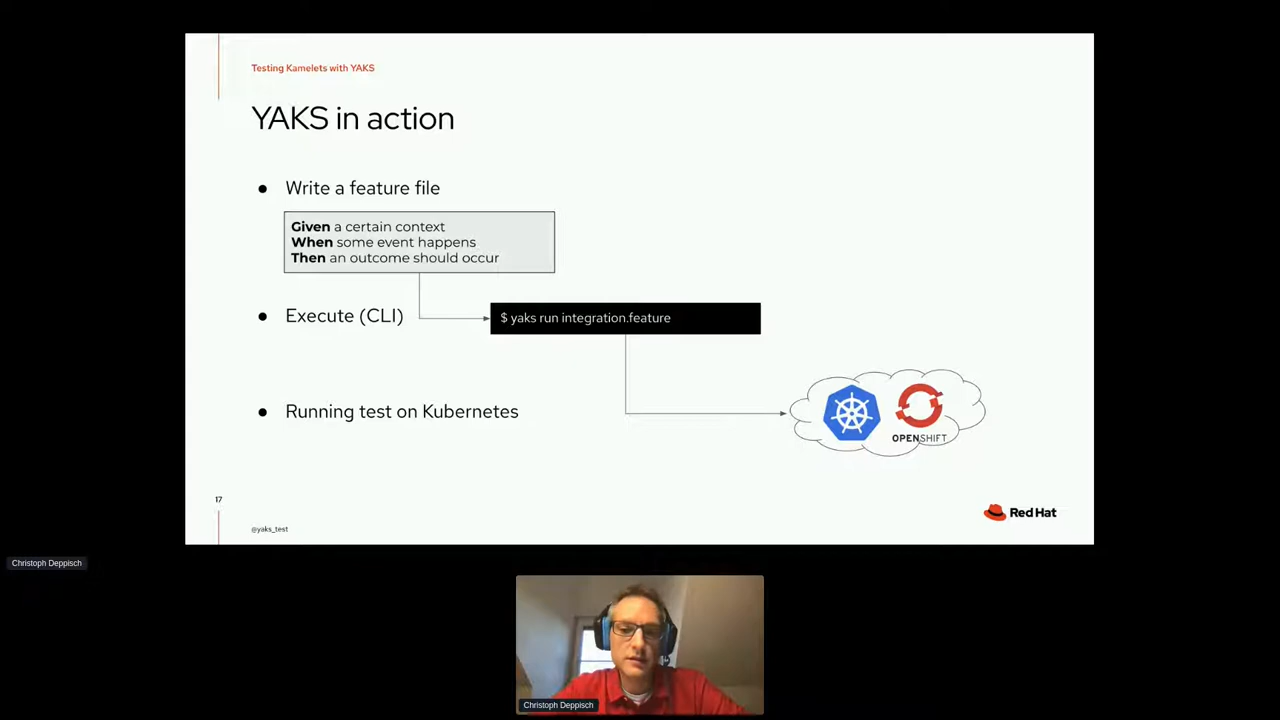 Testing Kamelets with YAKS
YAKS in action
● Write a feature file
Given a certain context
When some event happens
Then an outcome should occur
● Execute (CLI)
$ yaks run integration.feature
● Running test on Kubernetes
OPENSHIFT
17
Red Hat
@yaks_test
Christoph Deppisch
Christoph Deppisch